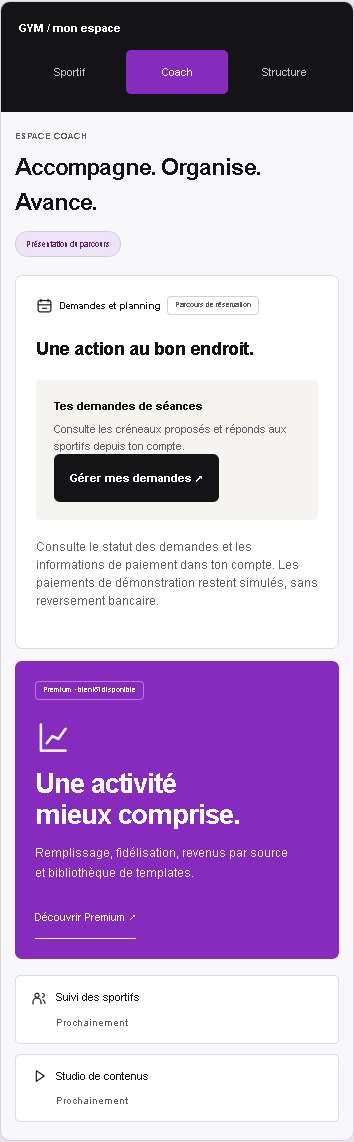 GYM / mon espace
Sportif
Coach
Structure
ESPACE COACH
Accompagne. Organise.
Avance.
Présentation du parcours
Demandes et planning
Parcours de réservation
Une action au bon endroit.
Tes demandes de séances
Consulte les créneaux proposés et réponds aux
sportifs depuis ton compte.
Gérer mes demandes ↗
Consulte le statut des demandes et les
informations de paiement dans ton compte. Les
paiements de démonstration restent simulés, sans
reversement bancaire.
Premium · bientôt disponible
Une activité
mieux comprise.
Remplissage, fidélisation, revenus par source
et bibliothèque de templates.
Découvrir Premium ↗
Suivi des sportifs
Prochainement
Studio de contenus
Prochainement